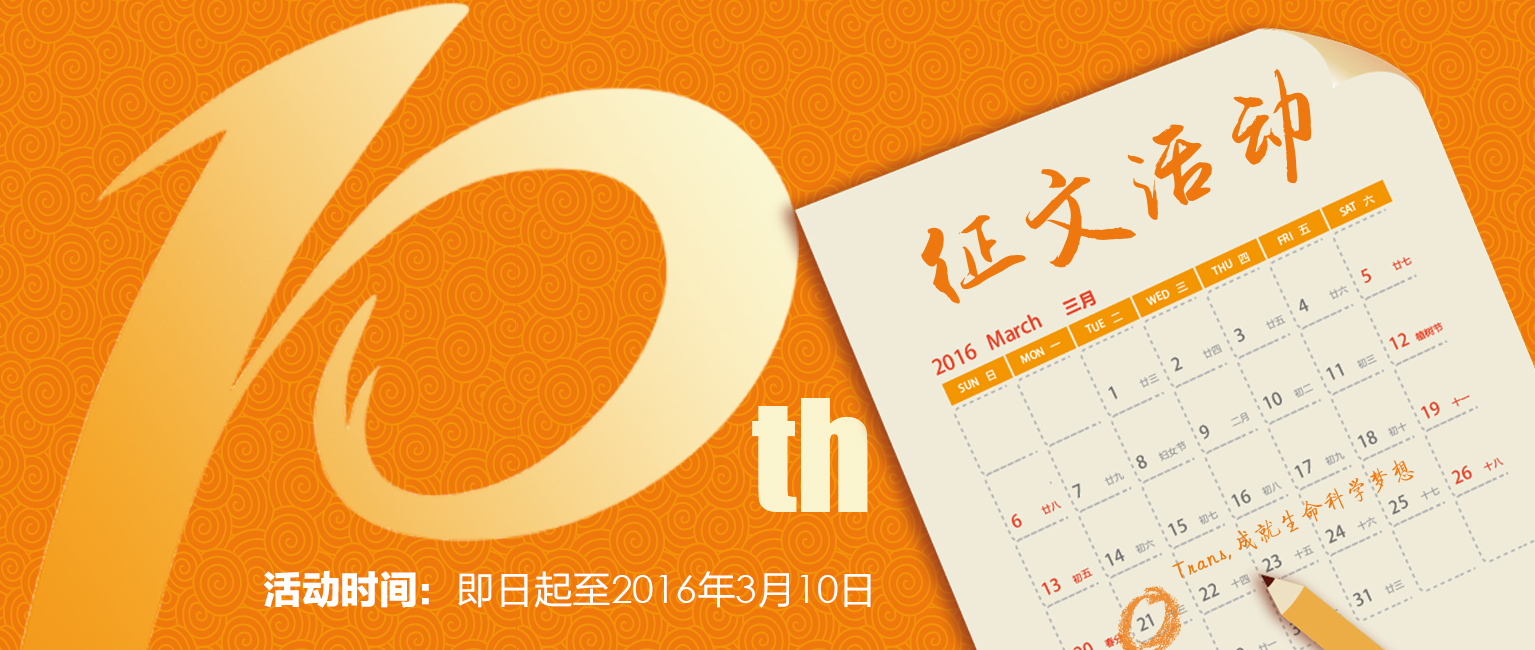 10th
活动时间：即日起至2016年3月10日
征文活动
2016 March 三月
SUN 日 MON 一 TUE 二 WED 三 THU 四 FRI 五 SAT 六
1 廿三 2 廿四 3 廿五 4 廿六 5 廿七
6 廿八 7 廿九 8 妇女节 9 二月 10 初二 11 初三 12 植树节
13 初五 14 初六 15 初七 16 初八 17 初九 18 初十 19 十一
Trans,成就生命科学梦想
20 春分 21 22 十四 23 十五 24 十六 25 十七 26 十八
31 廿三